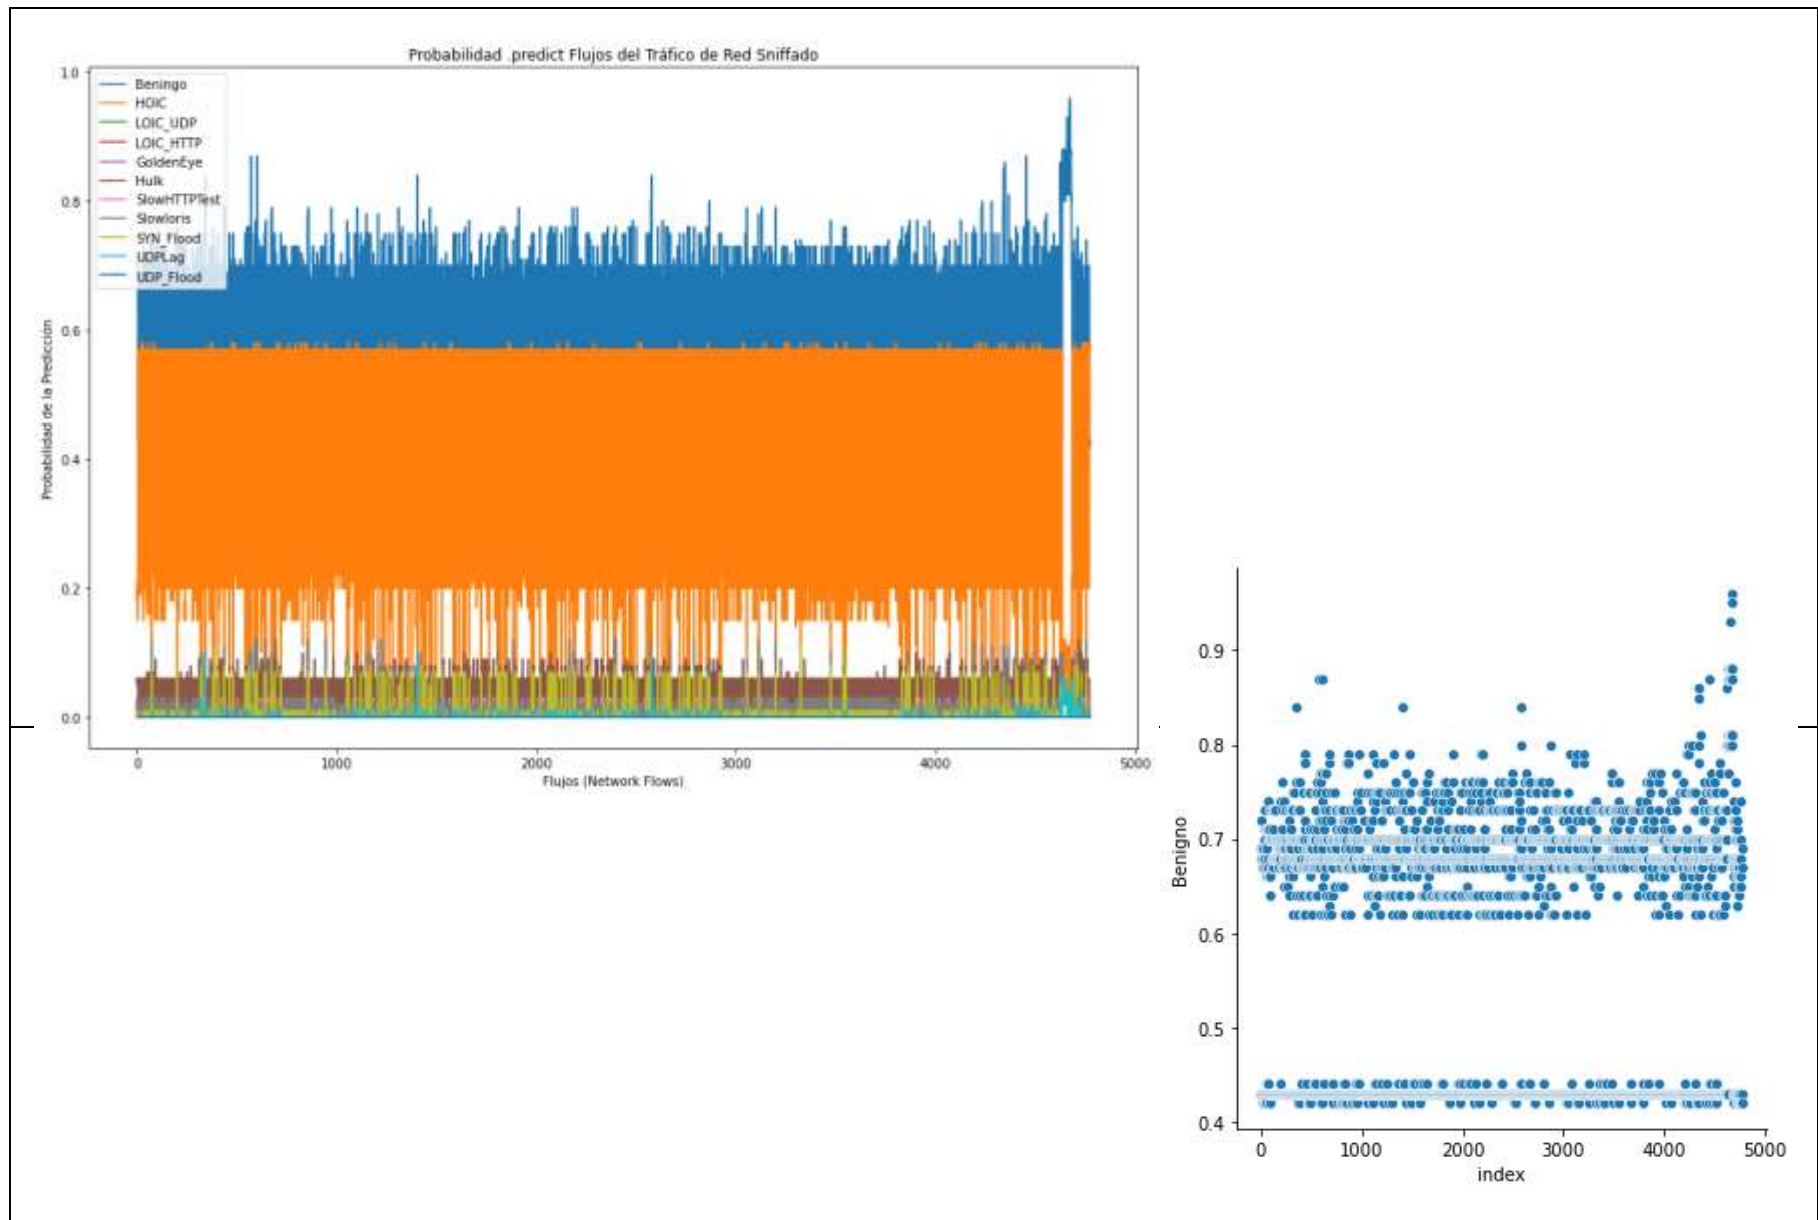 Probabilidad .predict Flujos del Tráfico de Red Sniffado
1.0
0.8
0.6
0.4
0.2
0.0
Probabilidad de la Predicción
Beningo
HOIC
LOIC_UDP
LOIC_HTTP
GoldenEye
Hulk
SlowHTTPTest
Slowloris
SYN_Flood
UDPLag
UDP_Flood
0 1000 2000 3000 4000 5000
Flujos (Network Flows)
0.9
0.8
0.7
0.6
0.5
0.4
Benigno
0 1000 2000 3000 4000 5000
index